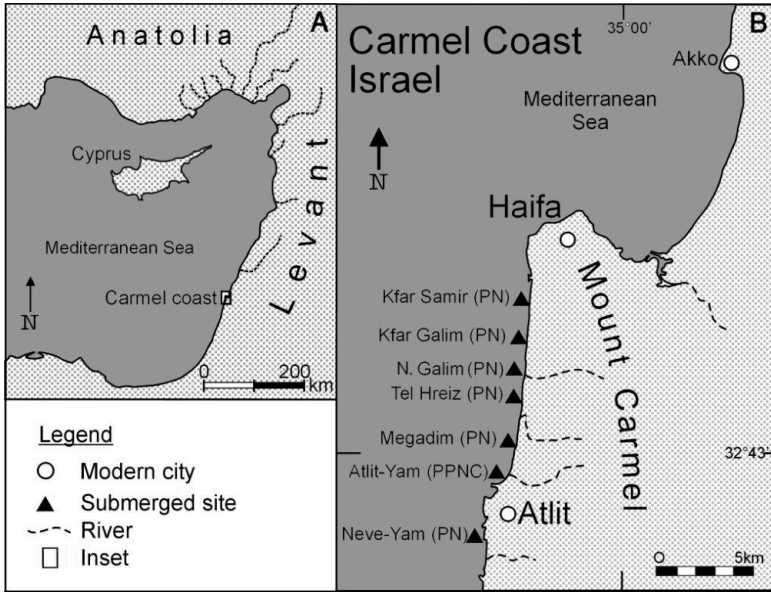 A
Anatolia
Cyprus
Levant
Mediterranean Sea
Carmel coast
N
0 200
km
Legend
Modern city
Submerged site
River
Inset
B
35°00'
Carmel Coast
Israel
Akko
Mediterranean
Sea
N
Haifa
Mount Carmel
Kfar Samir (PN)
Kfar Galim (PN)
N. Galim (PN)
Tel Hreiz (PN)
Megadim (PN)
32°43'
Atlit-Yam (PPNC)
Atlit
Neve-Yam (PN)
O 5km